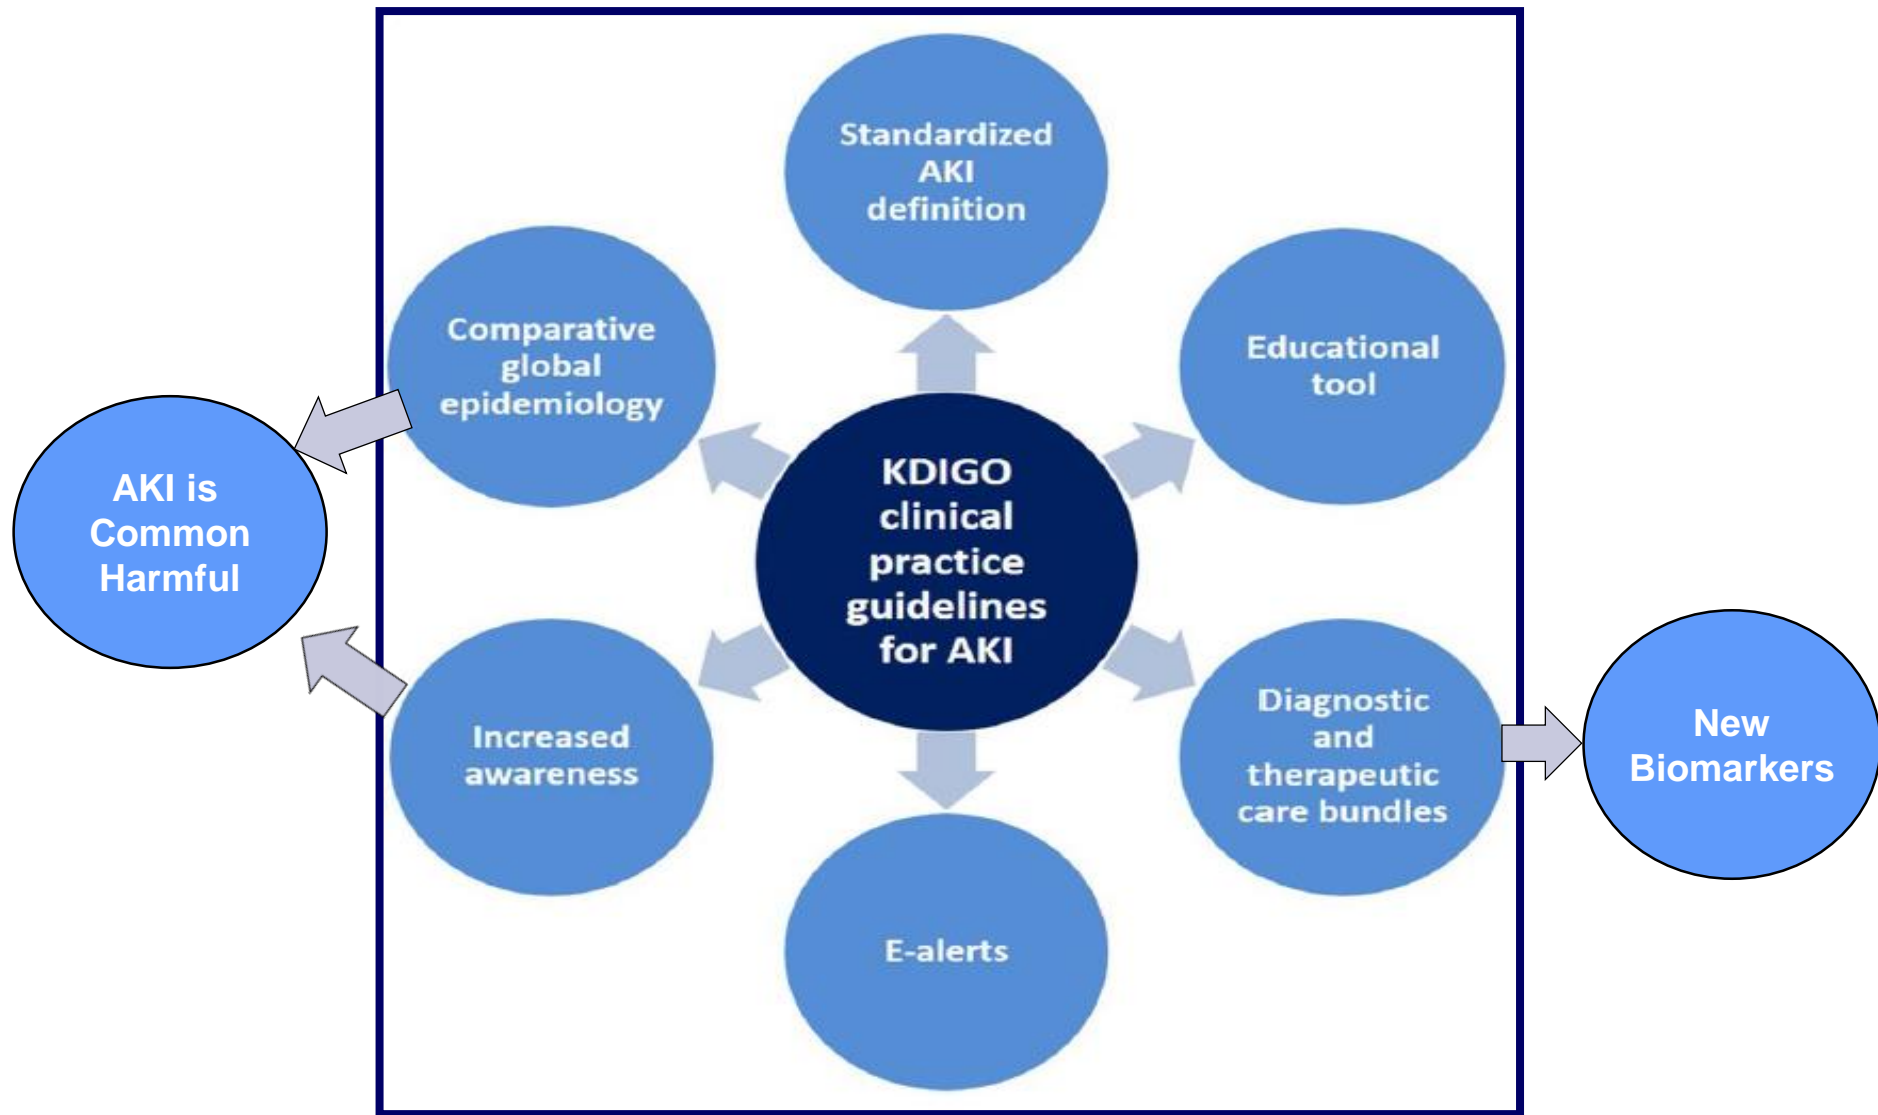 Standardized
AKI
definition
Comparative
global
epidemiology
Educational
tool
AKI is
Common
Harmful
KDIGO
clinical
practice
guidelines
for AKI
Increased
awareness
Diagnostic
and
therapeutic
care bundles
New
Biomarkers
E-alerts